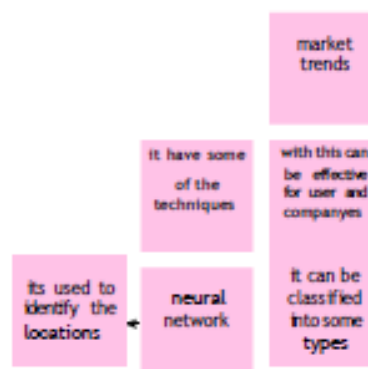 market
trends
it have some
of the
techniques
with this can
be effective
for user and
companyes
its used to
identify the
locations
neural
network
it can be
classified
into some
types